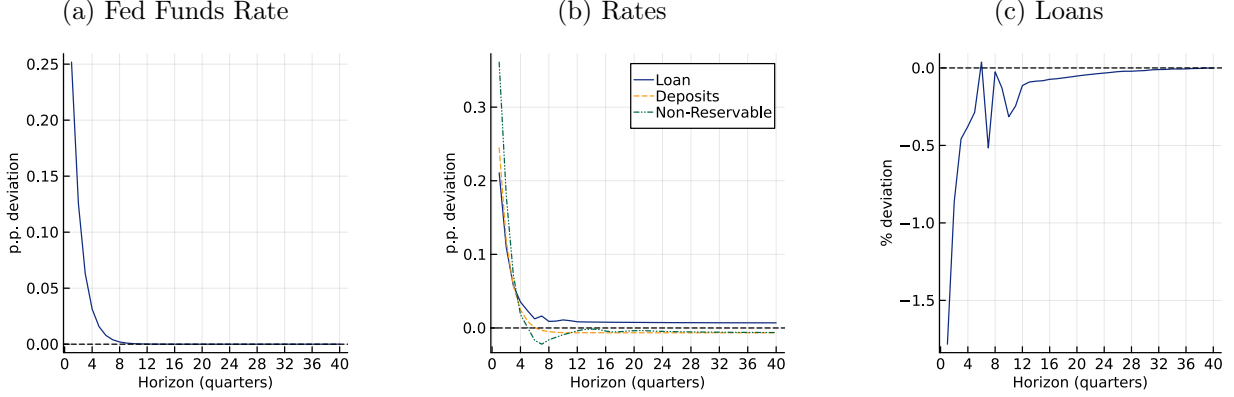 (a) Fed Funds Rate
p.p. deviation
0.25
0.20
0.15
0.10
0.05
0.00
0 4 8 12 16 20 24 28 32 36 40
Horizon (quarters)
(b) Rates
p.p. deviation
0.3
0.2
0.1
0.0
Loan
Deposits
Non-Reservable
0 4 8 12 16 20 24 28 32 36 40
Horizon (quarters)
(c) Loans
% deviation
0.0
−0.5
−1.0
−1.5
0 4 8 12 16 20 24 28 32 36 40
Horizon (quarters)